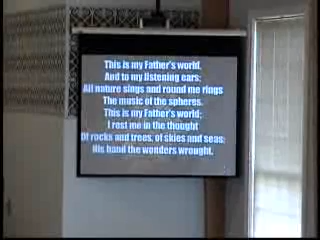 This is my Father's world,
And to my listening ears;
All nature sings and round me rings
The music of the spheres.
This is my Father's world;
I rest me in the thought
Of rocks and trees, of skies and seas;
His hand the wonders wrought.